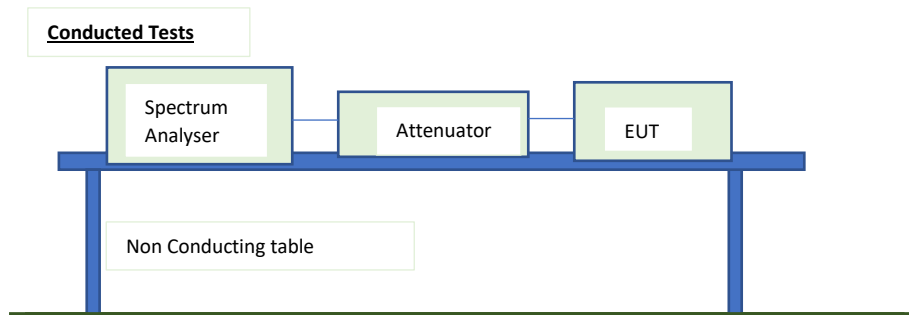 Conducted Tests
Spectrum
Analyser
Attenuator
EUT
Non Conducting table